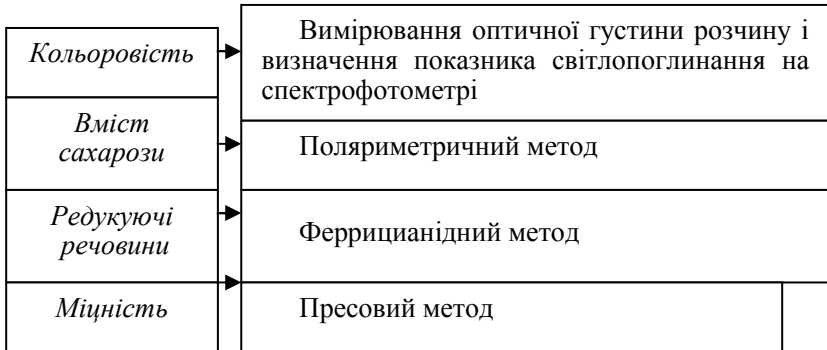 Кольоровість
Вимірювання оптичної густини розчину і
визначення показника світлопоглинання на
спектрофотометрі
Вміст
сахарози
Поляриметричний метод
Редукуючі
речовини
Феррицианідний метод
Міцність
Пресовий метод